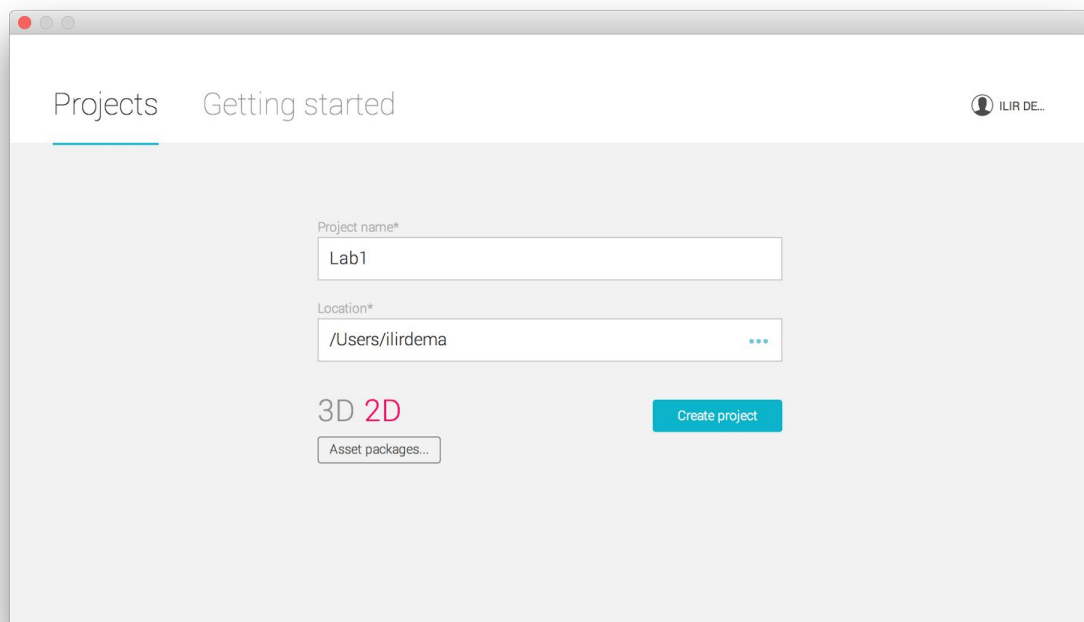 Projects Getting started ILIR DE...
Project name*
Lab1
Location*
/Users/ilirdema
3D 2D Create project
Asset packages...